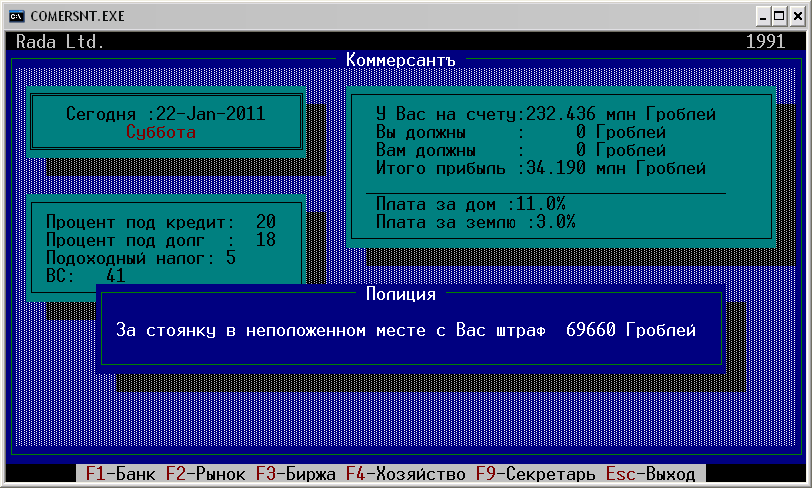 COMERSNT.EXE
Rada Ltd. 1991
Коммерсантъ
Сегодня :22-Jan-2011
Суббота
У Вас на счету:232.436 млн Гроблей
Вы должны : 0 Гроблей
Вам должны : 0 Гроблей
Итого прибыль :34.190 млн Гроблей
Плата за дом :11.0%
Плата за землю :3.0%
Процент под кредит: 20
Процент под долг : 18
Подоходный налог: 5
ВС: 41
Полиция
За стоянку в неположенном месте с Вас штраф 69660 Гроблей
F1-Банк F2-Рынок F3-Биржа F4-Хозяйство F9-Секретарь Esc-Выход